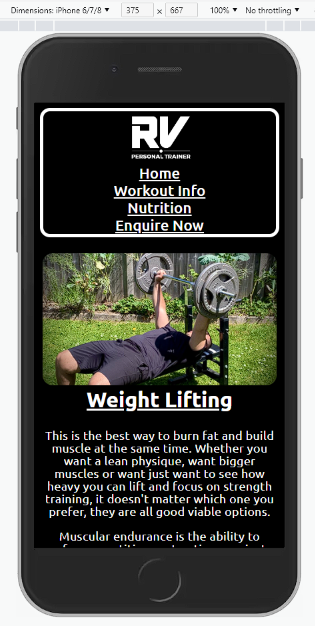 Dimensions: iPhone 6/7/8 ▼ 375 × 667 100% ▼ No throttling ▼
RV
PERSONAL TRAINER
Home
Workout Info
Nutrition
Enquire Now
Weight Lifting
This is the best way to burn fat and build
muscle at the same time. Whether you
want a lean physique, want bigger
muscles or want just want to see how
heavy you can lift and focus on strength
training, it doesn't matter which one you
prefer, they are all good viable options.
Muscular endurance is the ability to